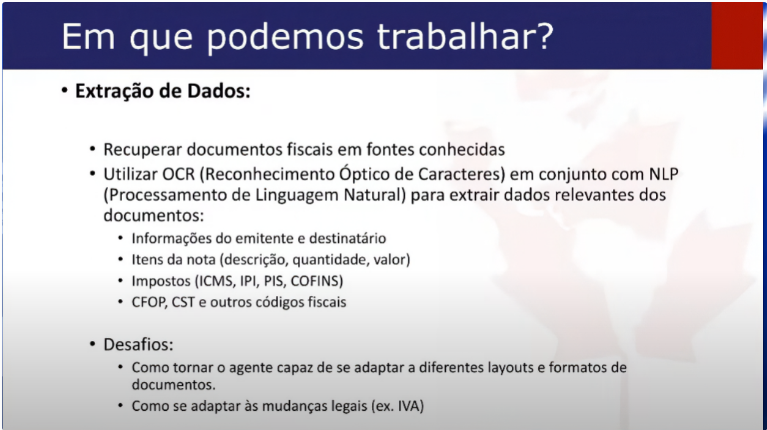 Em que podemos trabalhar?
• Extração de Dados:
• Recuperar documentos fiscais em fontes conhecidas
• Utilizar OCR (Reconhecimento Óptico de Caracteres) em conjunto com NLP
(Processamento de Linguagem Natural) para extrair dados relevantes dos
documentos:
• Informações do emitente e destinatário
• Itens da nota (descrição, quantidade, valor)
• Impostos (ICMS, IPI, PIS, COFINS)
• CFOP, CST e outros códigos fiscais
• Desafios:
• Como tornar o agente capaz de se adaptar a diferentes layouts e formatos de
documentos.
• Como se adaptar às mudanças legais (ex. IVA)